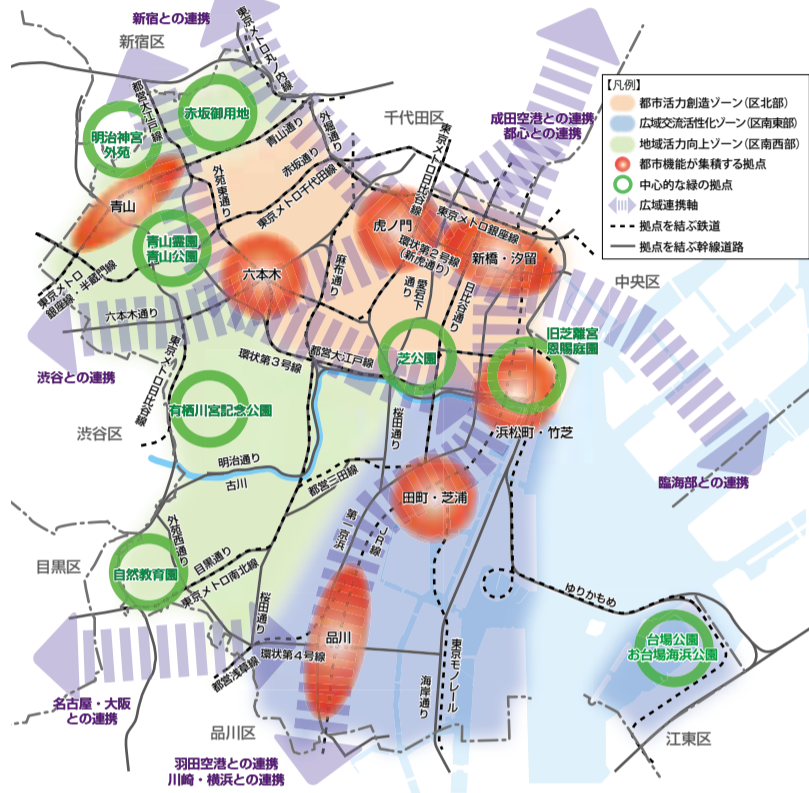 新宿との連携
新宿区
東京メトロ丸ノ内線
都営大江戸線
赤坂御用地
明治神宮
外苑
青山通り
外堀通り
千代田区
成田空港との連携
都心との連携
赤坂通り
外苑東通り
東京メトロ千代田線
東京メトロ日比谷線
東京メトロ銀座線
青山
虎ノ門
環状第2号線
(新虎通り)
新橋・汐留
青山霊園
青山公園
六本木
麻布通り
愛宕下
通り
日比谷通り
中央区
東京メトロ
銀座線・半蔵門線
六本木通り
渋谷との連携
東京メトロ日比谷線
環状第3号線
都営大江戸線
芝公園
旧芝離宮
恩賜庭園
有栖川宮記念公園
渋谷区
桜田通り
浜松町・竹芝
明治通り
古川
都営三田線
田町・芝浦
臨海部との連携
外苑西通り
目黒区
自然教育園
目黒通り
東京メトロ南北線
第一京浜
JR線
ゆりかもめ
桜田通り
品川
台場公園
お台場海浜公園
環状第4号線
都営浅草線
東京モノレール
海岸通り
名古屋・大阪
との連携
品川区
江東区
羽田空港との連携
川崎・横浜との連携
【凡例】
都市活力創造ゾーン(区北部)
広域交流活性化ゾーン(区南東部)
地域活力向上ゾーン(区南西部)
都市機能が集積する拠点
中心的な緑の拠点
広域連携軸
拠点を結ぶ鉄道
拠点を結ぶ幹線道路